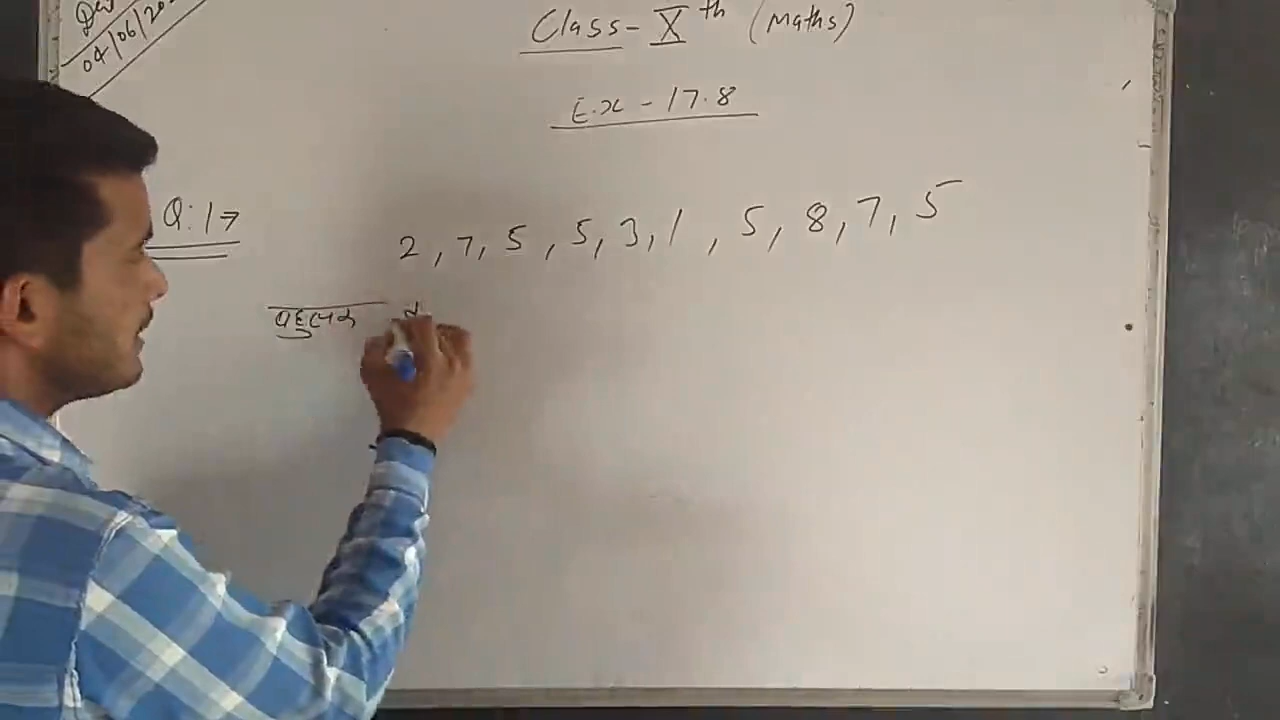 04/06/20
Class-Xth (Maths)
E.x - 17.8
Q:1→ 2, 7, 5, 5, 3, 1, 5, 8, 7, 5
बहुलक